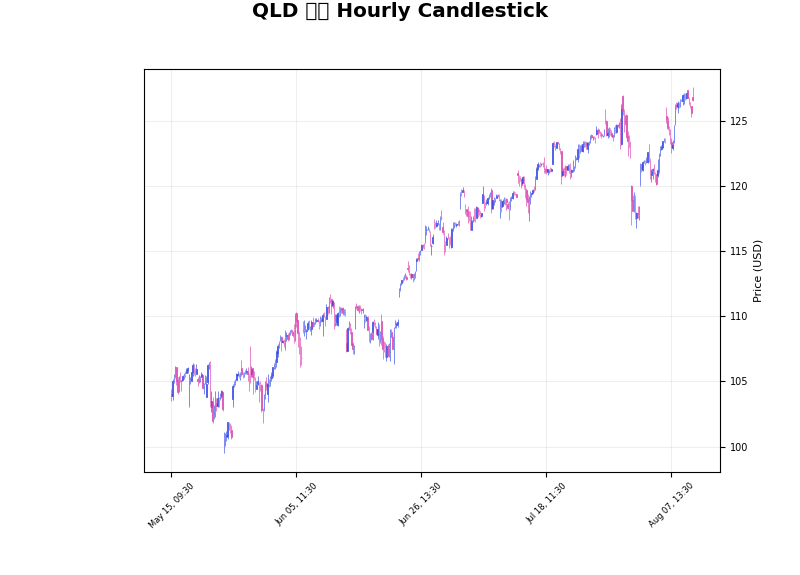 QLD Hourly Candlestick
125
120
115
110
105
100
Price (USD)
May 15, 09:30
Jun 05, 11:30
Jun 26, 13:30
Jul 18, 11:30
Aug 07, 13:30